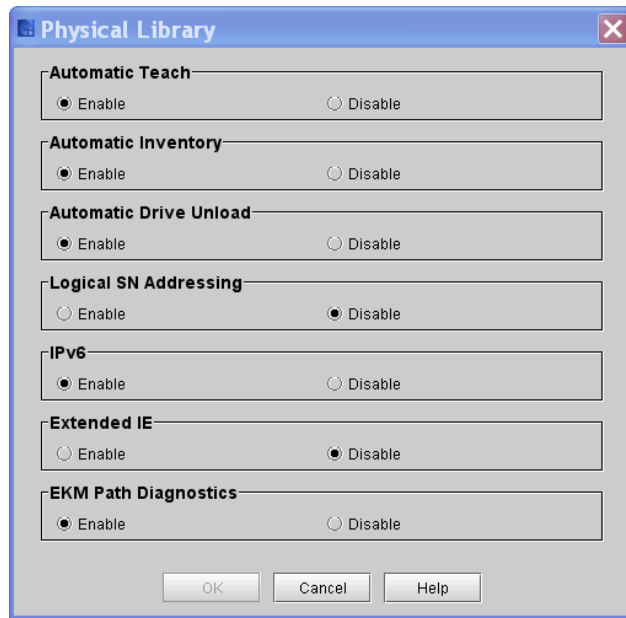 Physical Library
Automatic Teach
Enable Disable
Automatic Inventory
Enable Disable
Automatic Drive Unload
Enable Disable
Logical SN Addressing
Enable Disable
IPv6
Enable Disable
Extended IE
Enable Disable
EKM Path Diagnostics
Enable Disable
OK Cancel Help